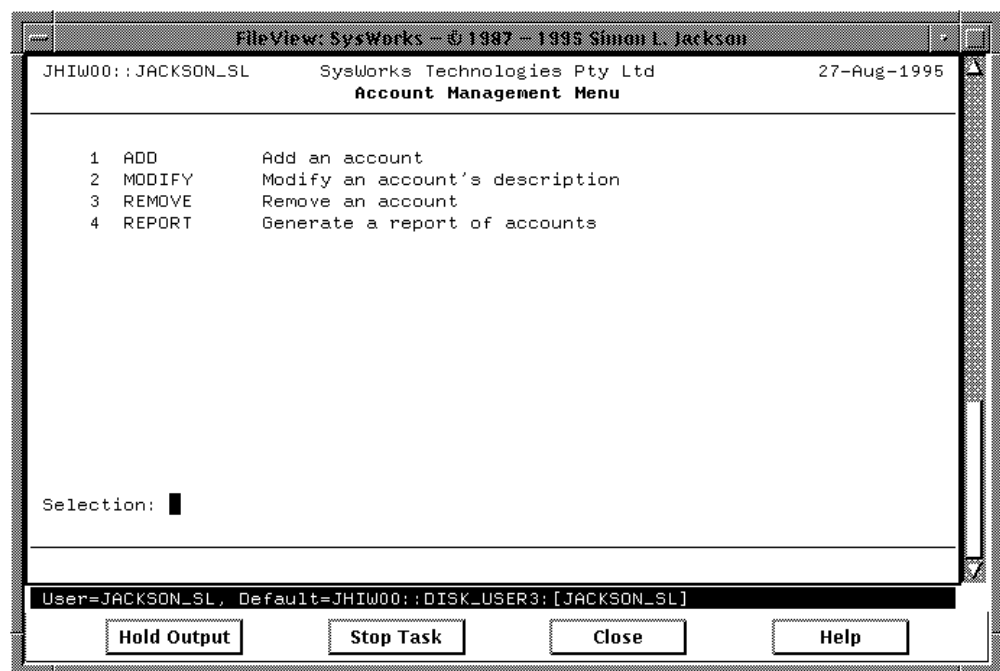 FileView: SysWorks – © 1987 – 1995 Simon L. Jackson
JHIW00::JACKSON_SL SysWorks Technologies Pty Ltd 27-Aug-1995
Account Management Menu
1 ADD Add an account
2 MODIFY Modify an account's description
3 REMOVE Remove an account
4 REPORT Generate a report of accounts
Selection:
User=JACKSON_SL, Default=JHIW00::DISK_USER3:[JACKSON_SL]
Hold Output Stop Task Close Help